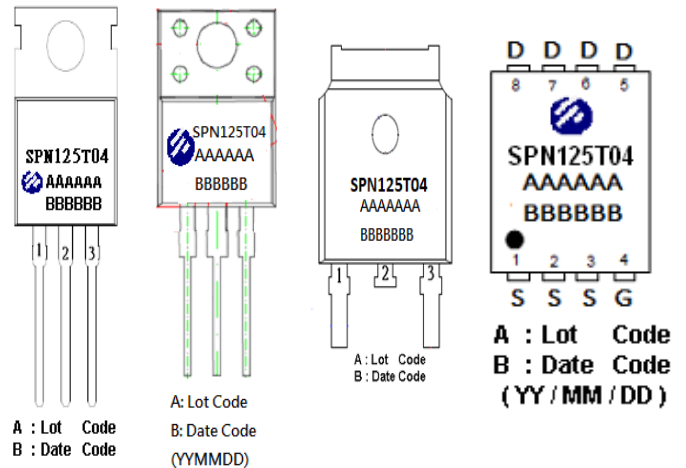 SPN125T04
AAAAAA
BBBBBB
1 2 3
A : Lot Code
B : Date Code
SPN125T04
AAAAAA
BBBBBB
A: Lot Code
B: Date Code
(YYMMDD)
SPN125T04
AAAAAAA
BBBBBBB
1 2 3
A : Lot Code
B : Date Code
D D D D
8 7 6 5
SPN125T04
AAAAAA
BBBBBB
1 2 3 4
S S S G
A : Lot Code
B : Date Code
( YY / MM / DD )